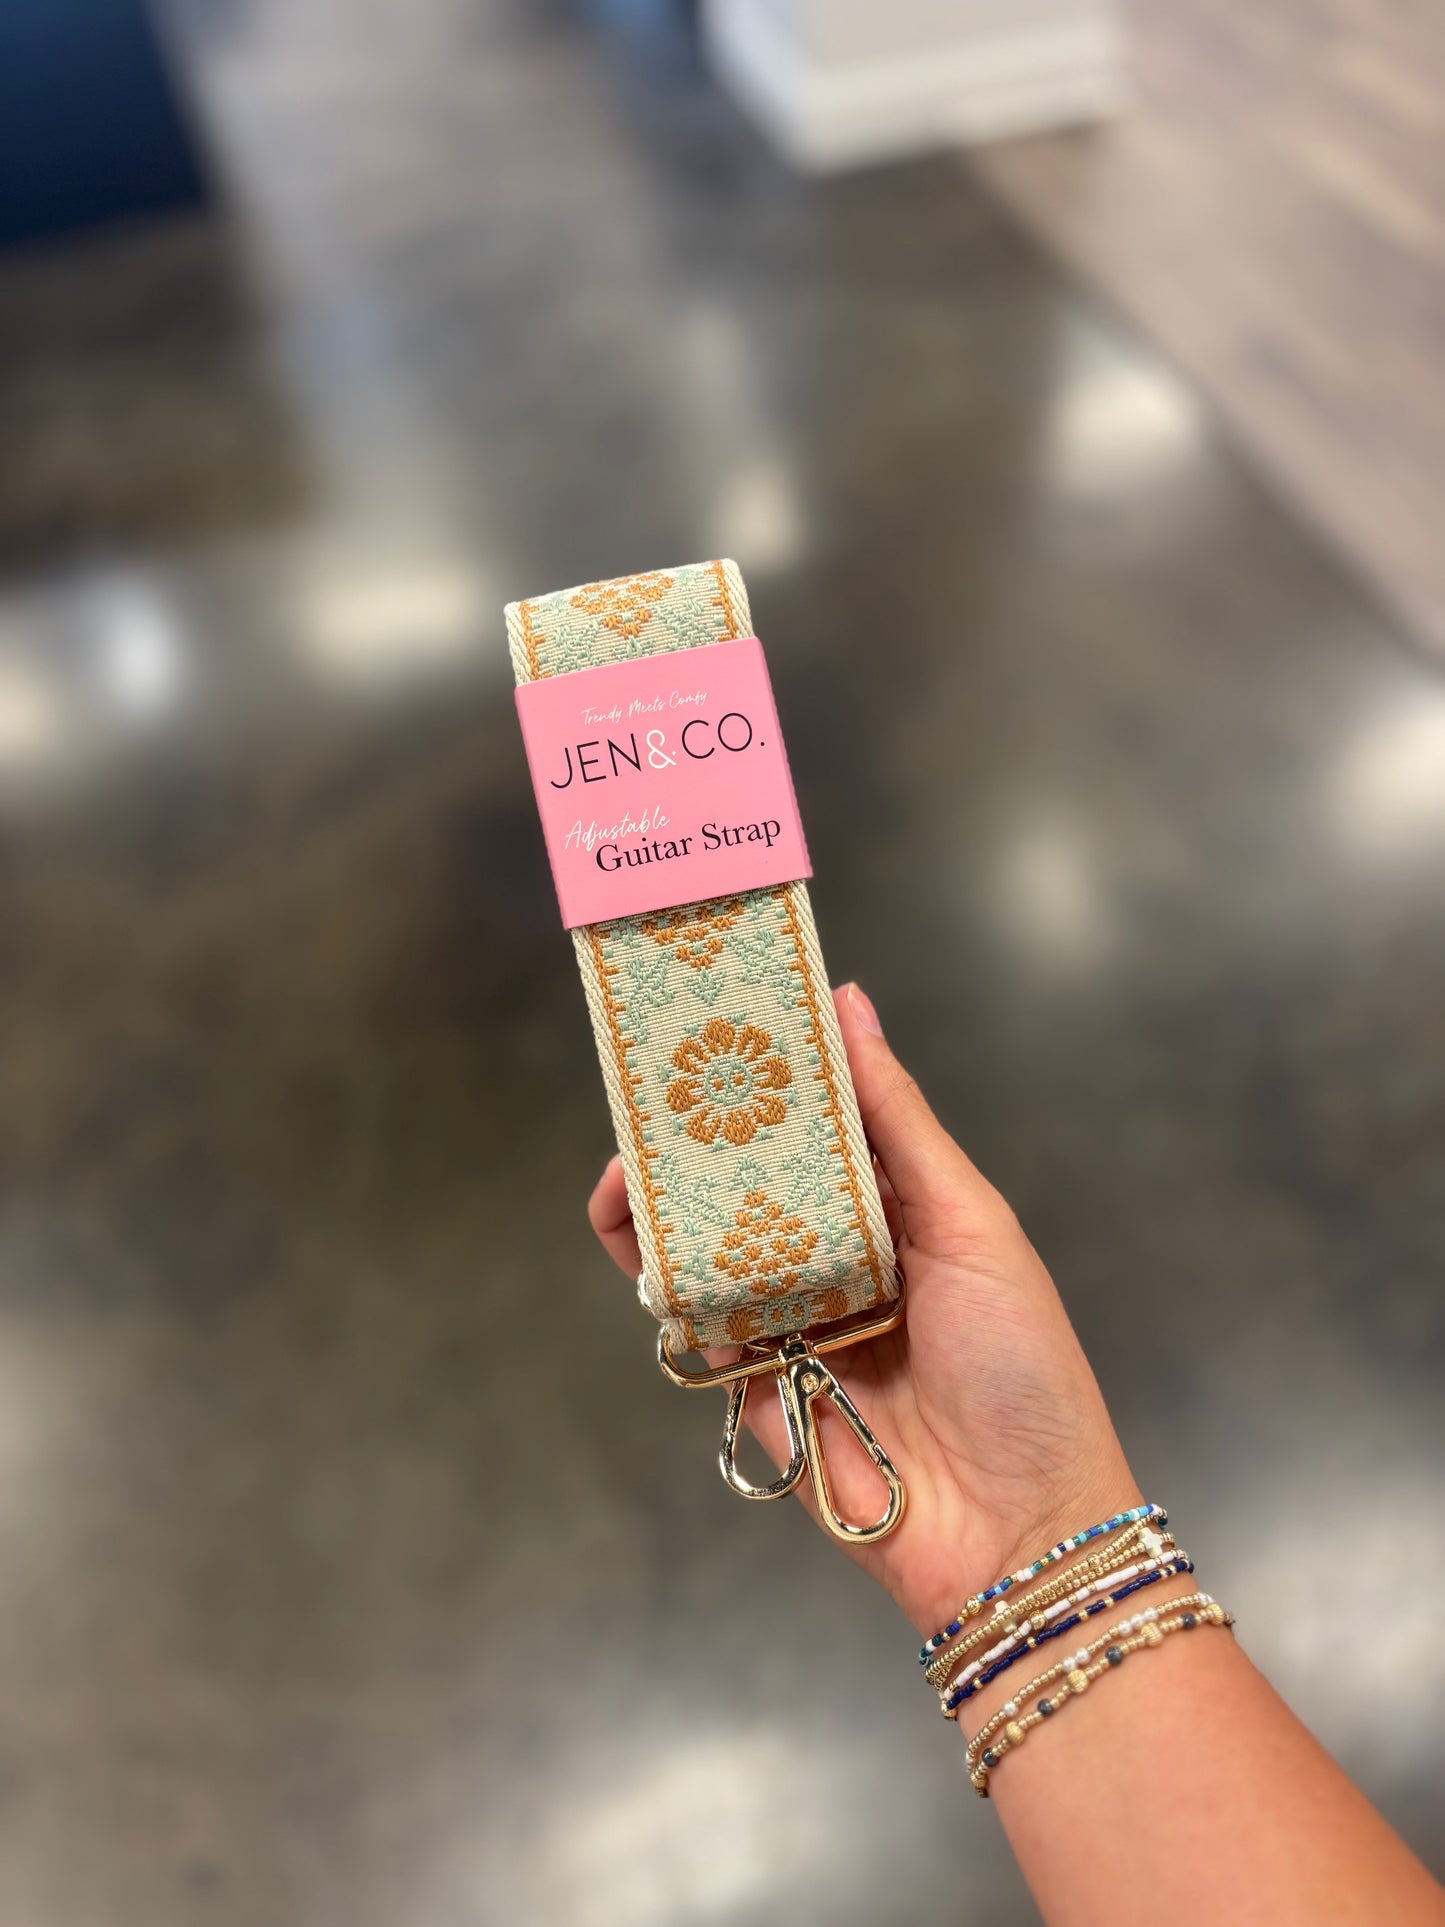 Trendy Meets Comfy
JEN&CO.
Adjustable
Guitar Strap